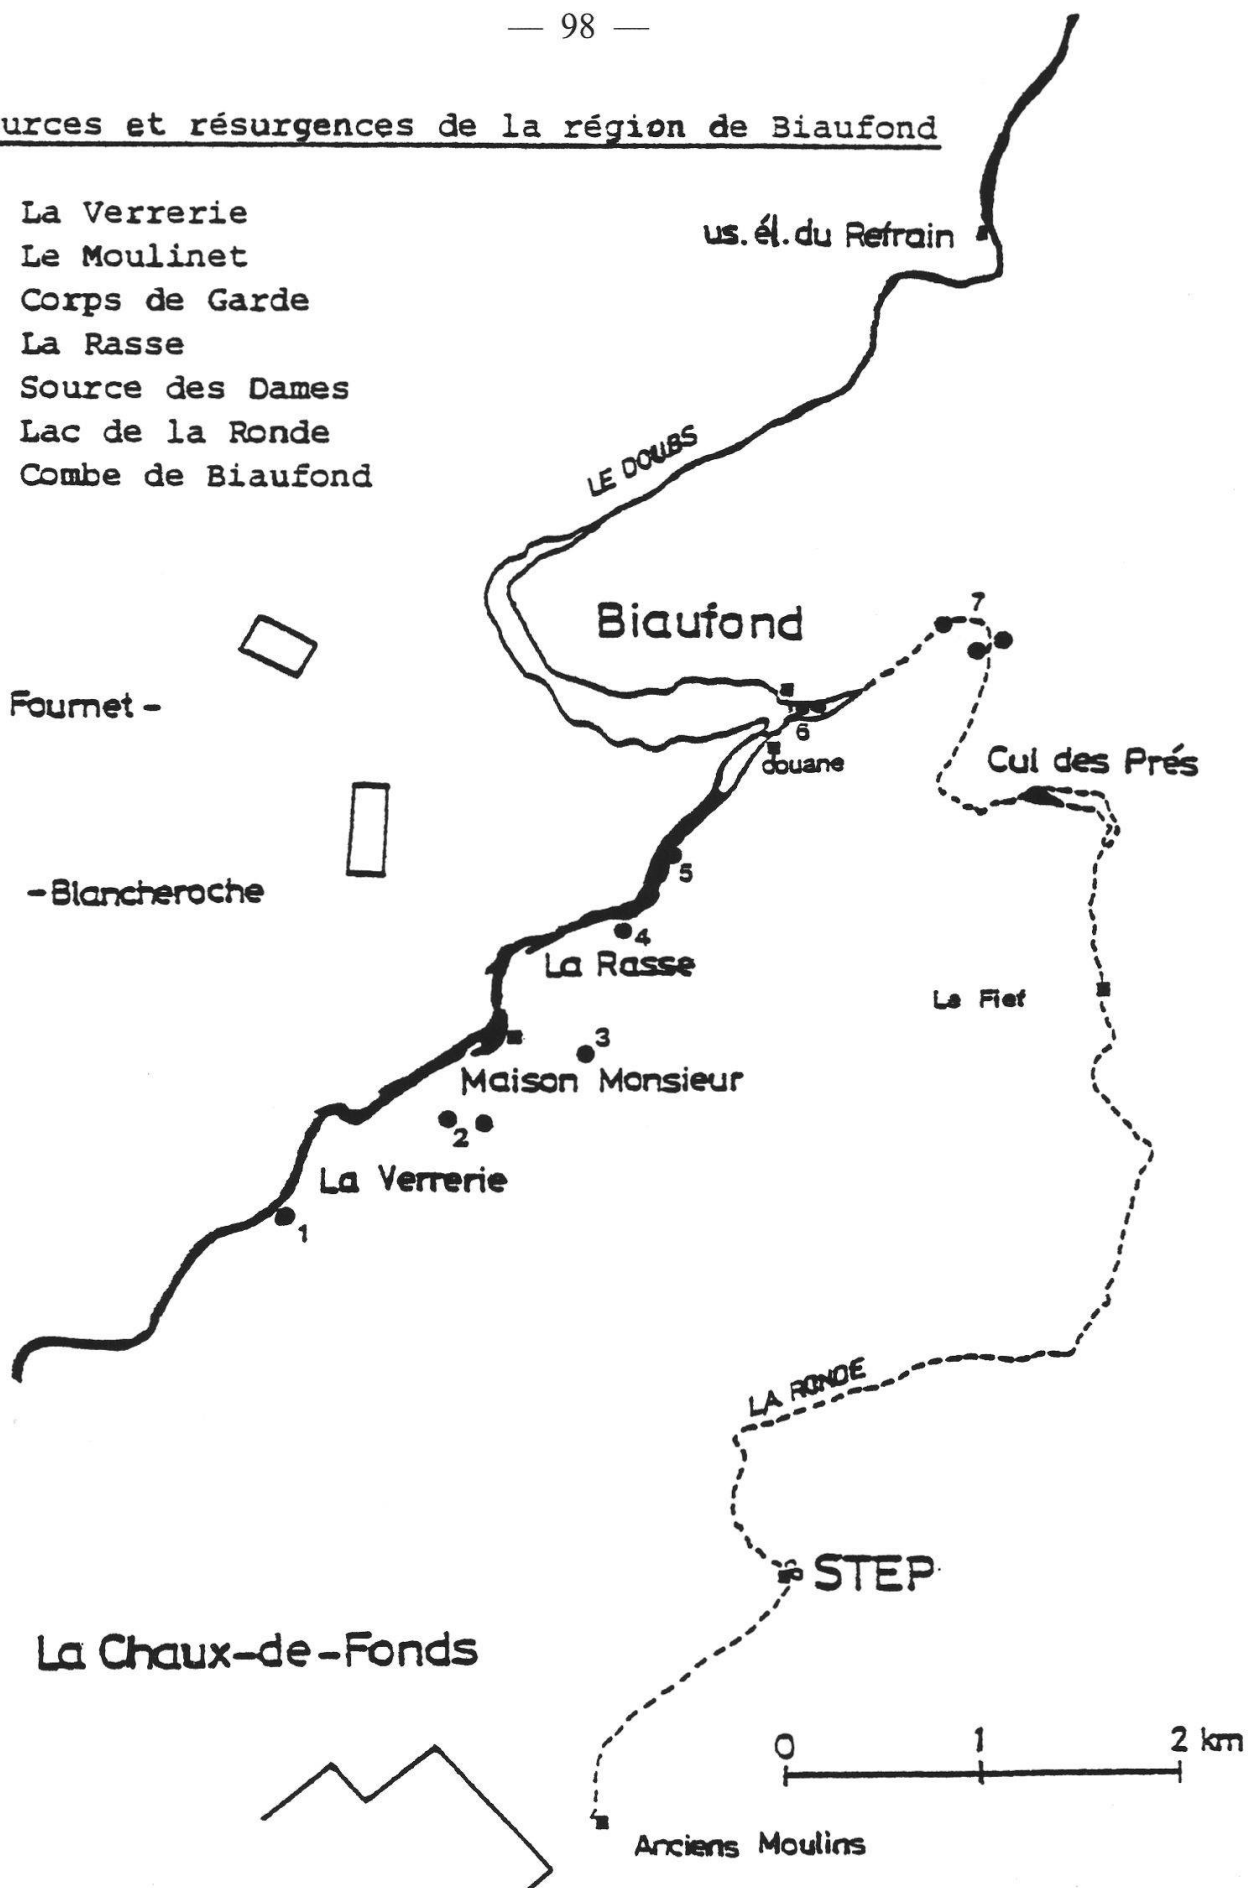 — 98 —
urces et résurgences de la région de Biaufond
La Verrerie
Le Moulinet
Corps de Garde
La Rasse
Source des Dames
Lac de la Ronde
Combe de Biaufond
us. él. du Refrain
LE DOUBS
Biaufond
7
Fournet -
6
douane
Cul des Prés
5
-Blancheroche
4
La Rasse
Le Fief
3
Maison Monsieur
2
La Verrerie
1
LA RONDE
STEP
La Chaux-de-Fonds
0 1 2 km
Anciens Moulins